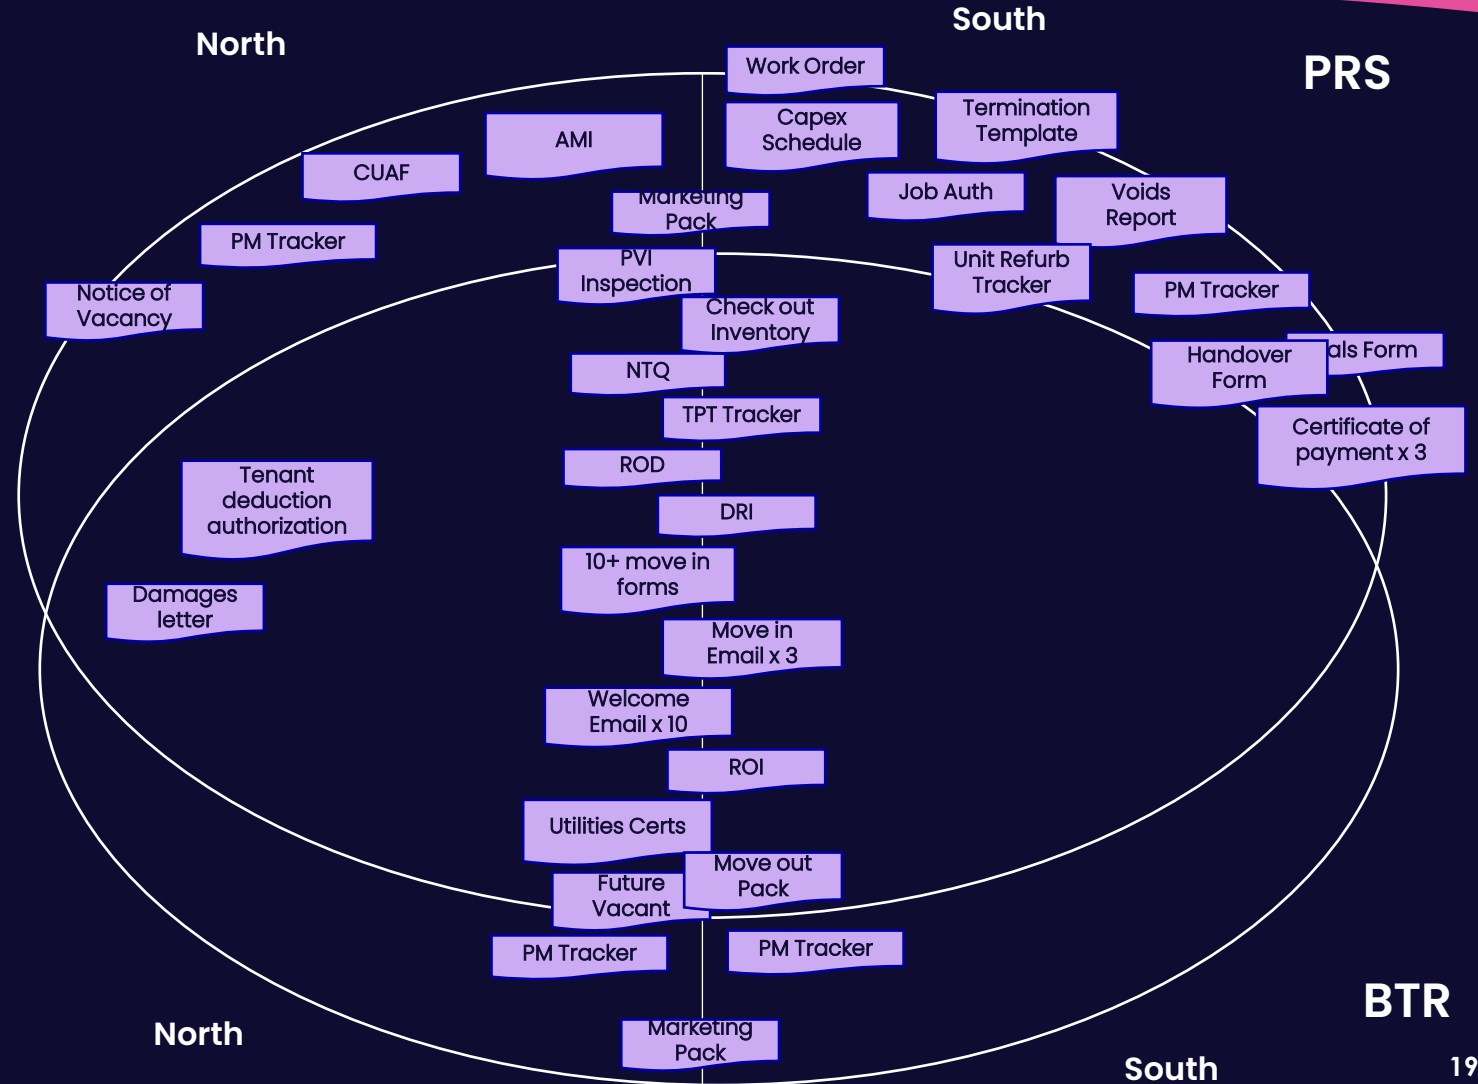 North
South
PRS
Work Order
Termination
Template
Capex
Schedule
AMI
CUAF
Job Auth
Voids
Report
Marketing
Pack
PM Tracker
PVI
Inspection
Unit Refurb
Tracker
PM Tracker
Notice of
Vacancy
Check out
Inventory
Handover
Form
als Form
NTQ
TPT Tracker
Certificate of
payment x 3
ROD
Tenant
deduction
authorization
DRI
10+ move in
forms
Damages
letter
Move in
Email x 3
Welcome
Email x 10
ROI
Utilities Certs
Move out
Pack
Future
Vacant
PM Tracker
PM Tracker
BTR
North
Marketing
Pack
South
19